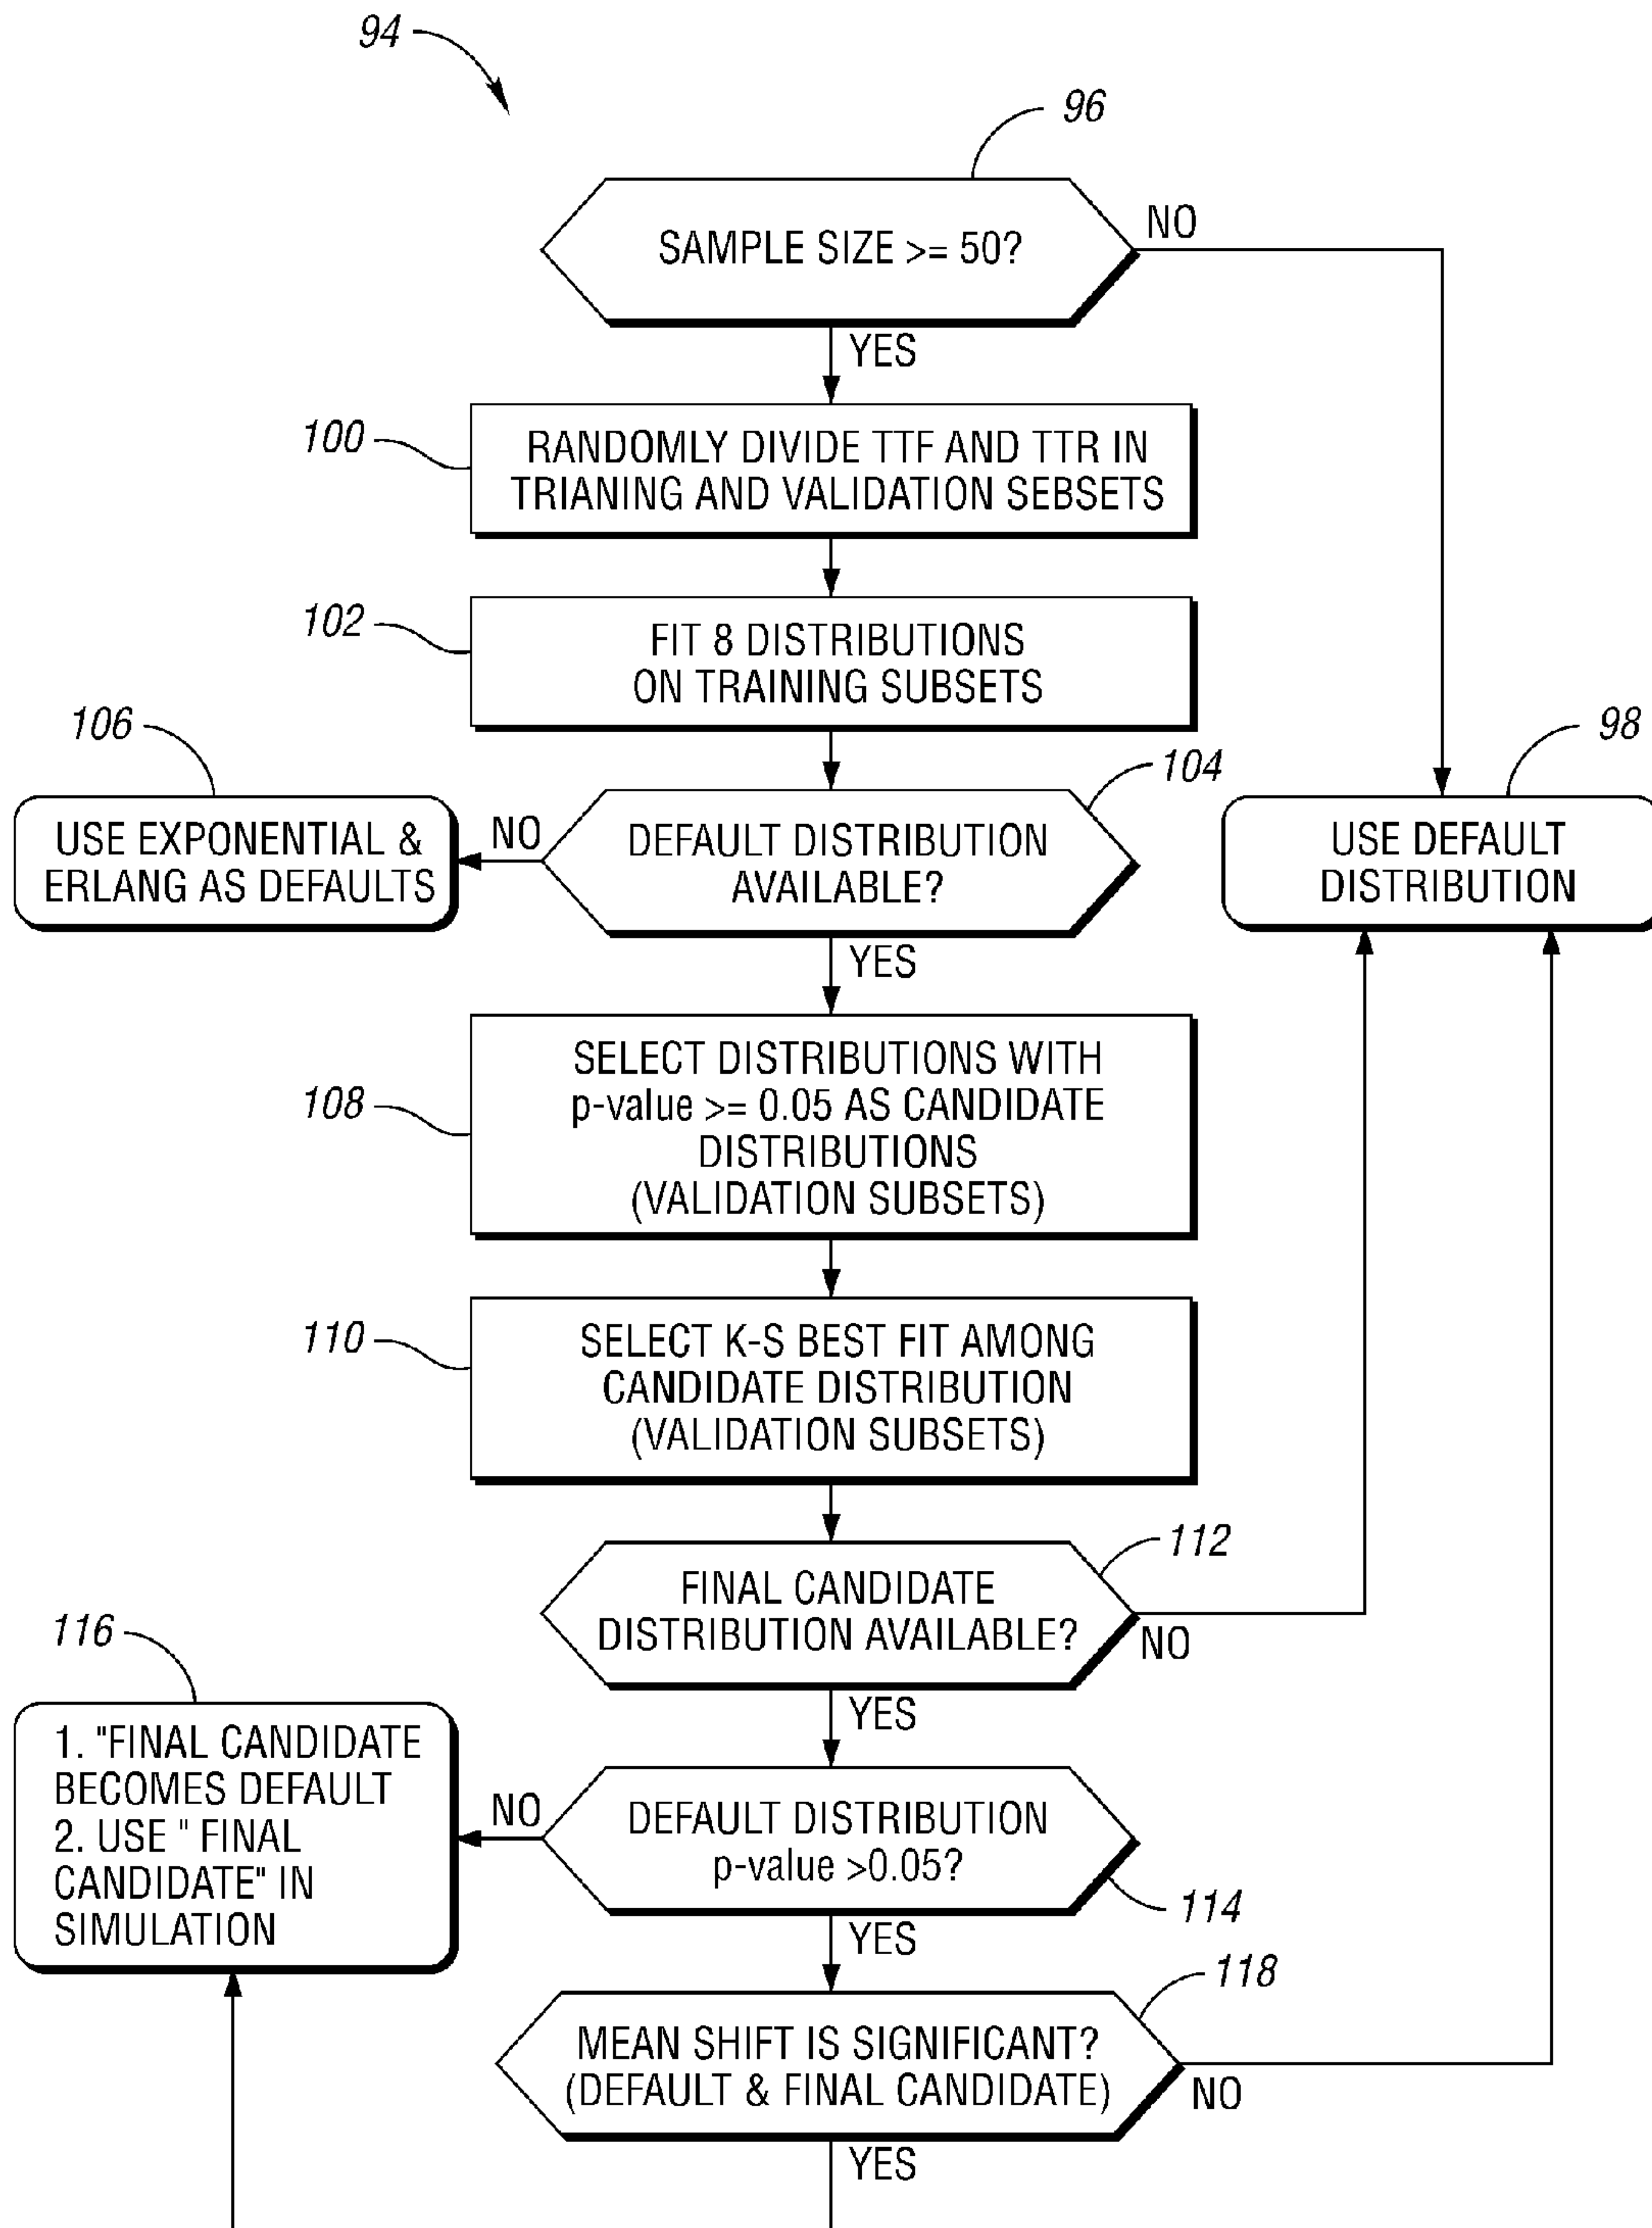 94
96
SAMPLE SIZE >= 50?
NO
YES
100
RANDOMLY DIVIDE TTF AND TTR IN
TRIANING AND VALIDATION SEBSETS
102
FIT 8 DISTRIBUTIONS
ON TRAINING SUBSETS
106
USE EXPONENTIAL &
ERLANG AS DEFAULTS
NO
104
DEFAULT DISTRIBUTION
AVAILABLE?
98
USE DEFAULT
DISTRIBUTION
YES
108
SELECT DISTRIBUTIONS WITH
p-value >= 0.05 AS CANDIDATE
DISTRIBUTIONS
(VALIDATION SUBSETS)
110
SELECT K-S BEST FIT AMONG
CANDIDATE DISTRIBUTION
(VALIDATION SUBSETS)
112
FINAL CANDIDATE
DISTRIBUTION AVAILABLE?
NO
YES
116
1. "FINAL CANDIDATE
BECOMES DEFAULT
2. USE " FINAL
CANDIDATE" IN
SIMULATION
NO
DEFAULT DISTRIBUTION
p-value >0.05?
114
YES
118
MEAN SHIFT IS SIGNIFICANT?
(DEFAULT & FINAL CANDIDATE)
NO
YES